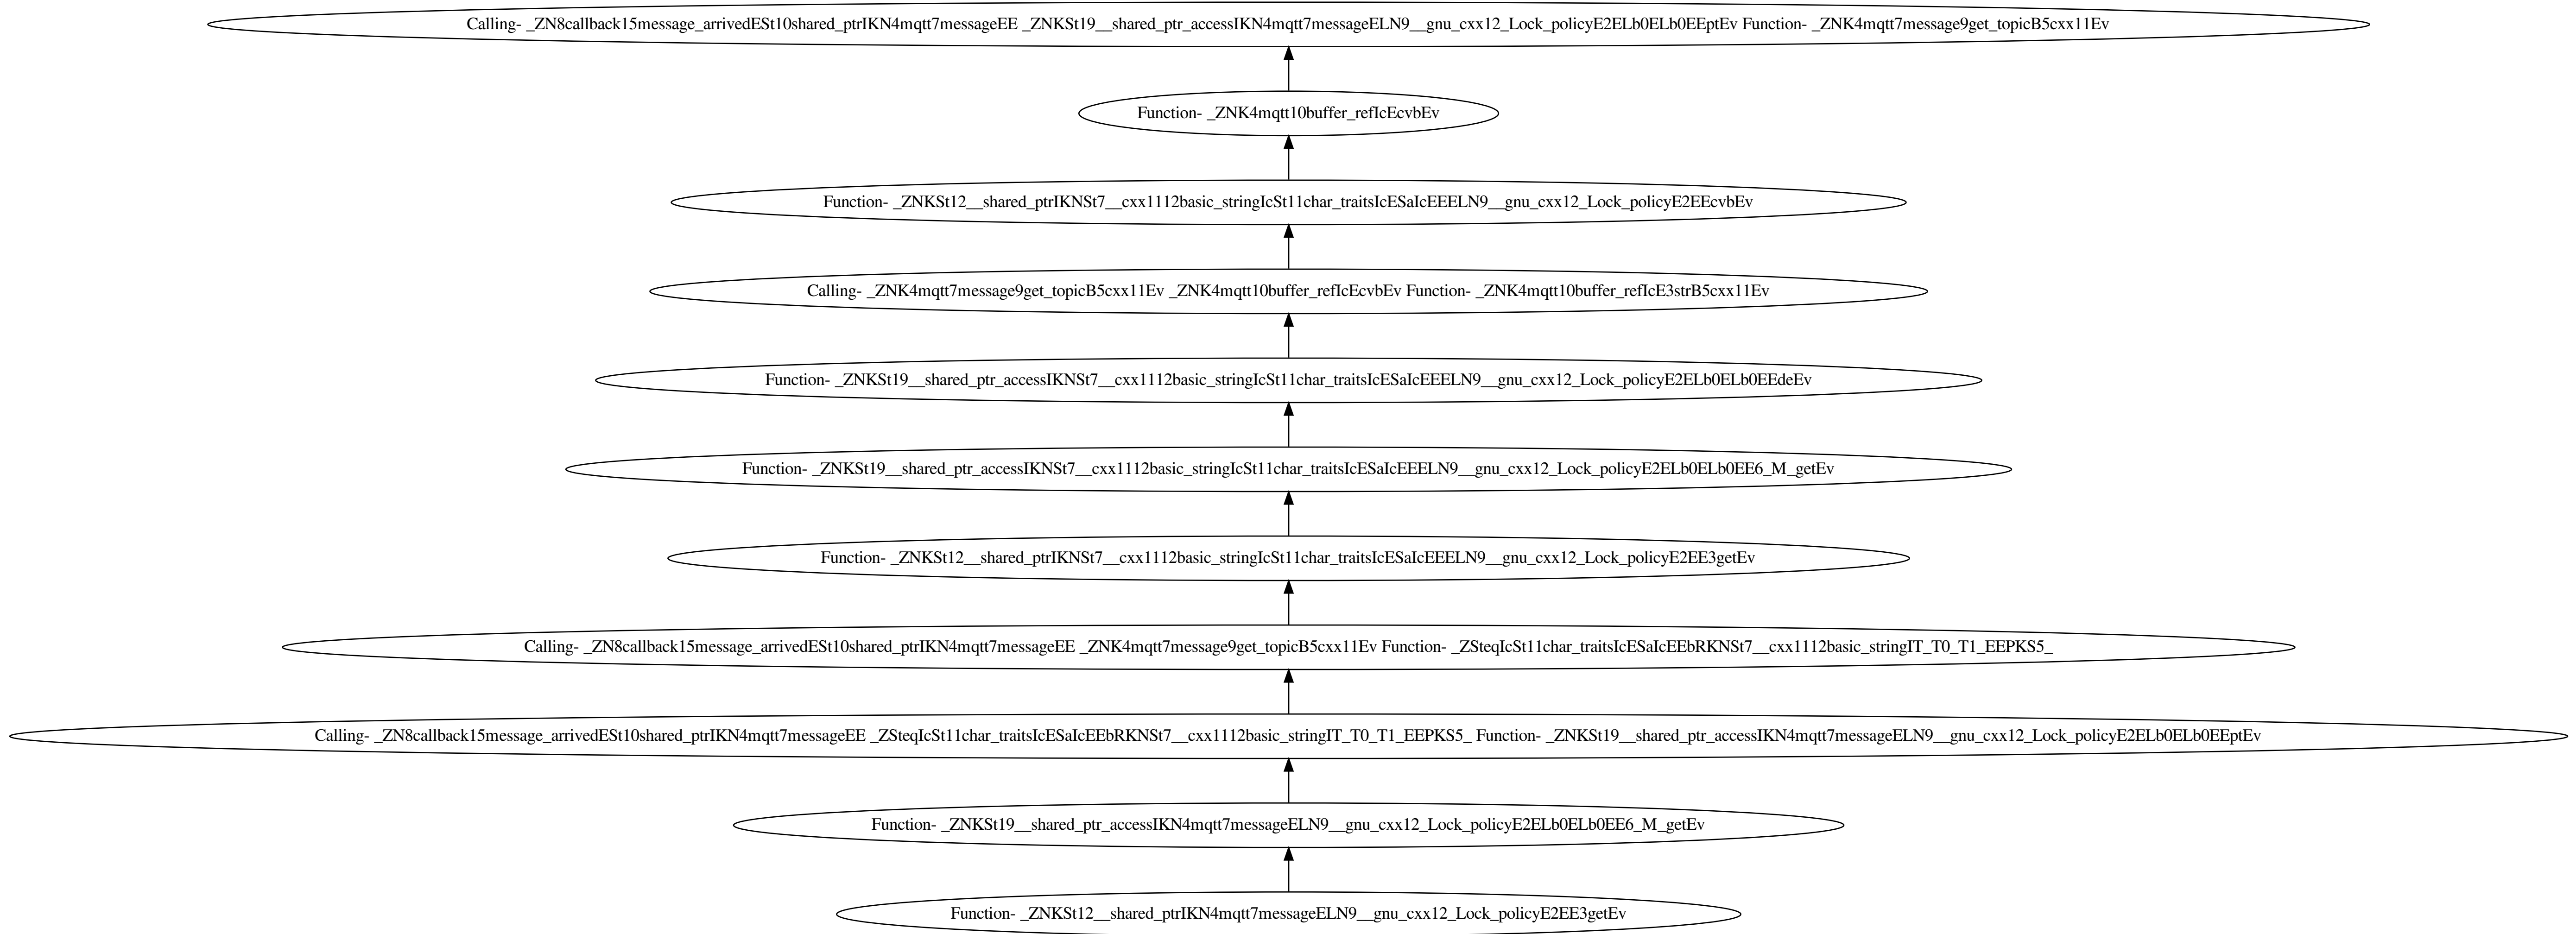 Calling- _ZN8callback15message_arrivedESt10shared_ptrIKN4mqtt7messageEE _ZNKSt19__shared_ptr_accessIKN4mqtt7messageELN9__gnu_cxx12_Lock_policyE2ELb0ELb0EEptEv Function- _ZNK4mqtt7message9get_topicB5cxx11Ev
Function- _ZNK4mqtt10buffer_refIcEcvbEv
Function- _ZNKSt12__shared_ptrIKNSt7__cxx1112basic_stringIcSt11char_traitsIcESaIcEEELN9__gnu_cxx12_Lock_policyE2EEcvbEv
Calling- _ZNK4mqtt7message9get_topicB5cxx11Ev _ZNK4mqtt10buffer_refIcEcvbEv Function- _ZNK4mqtt10buffer_refIcE3strB5cxx11Ev
Function- _ZNKSt19__shared_ptr_accessIKNSt7__cxx1112basic_stringIcSt11char_traitsIcESaIcEEELN9__gnu_cxx12_Lock_policyE2ELb0ELb0EEdeEv
Function- _ZNKSt19__shared_ptr_accessIKNSt7__cxx1112basic_stringIcSt11char_traitsIcESaIcEEELN9__gnu_cxx12_Lock_policyE2ELb0ELb0EE6_M_getEv
Function- _ZNKSt12__shared_ptrIKNSt7__cxx1112basic_stringIcSt11char_traitsIcESaIcEEELN9__gnu_cxx12_Lock_policyE2EE3getEv
Calling- _ZN8callback15message_arrivedESt10shared_ptrIKN4mqtt7messageEE _ZNK4mqtt7message9get_topicB5cxx11Ev Function- _ZSteqIcSt11char_traitsIcESaIcEEbRKNSt7__cxx1112basic_stringIT_T0_T1_EEPKS5_
Calling- _ZN8callback15message_arrivedESt10shared_ptrIKN4mqtt7messageEE _ZSteqIcSt11char_traitsIcESaIcEEbRKNSt7__cxx1112basic_stringIT_T0_T1_EEPKS5_ Function- _ZNKSt19__shared_ptr_accessIKN4mqtt7messageELN9__gnu_cxx12_Lock_policyE2ELb0ELb0EEptEv
Function- _ZNKSt19__shared_ptr_accessIKN4mqtt7messageELN9__gnu_cxx12_Lock_policyE2ELb0ELb0EE6_M_getEv
Function- _ZNKSt12__shared_ptrIKN4mqtt7messageELN9__gnu_cxx12_Lock_policyE2EE3getEv